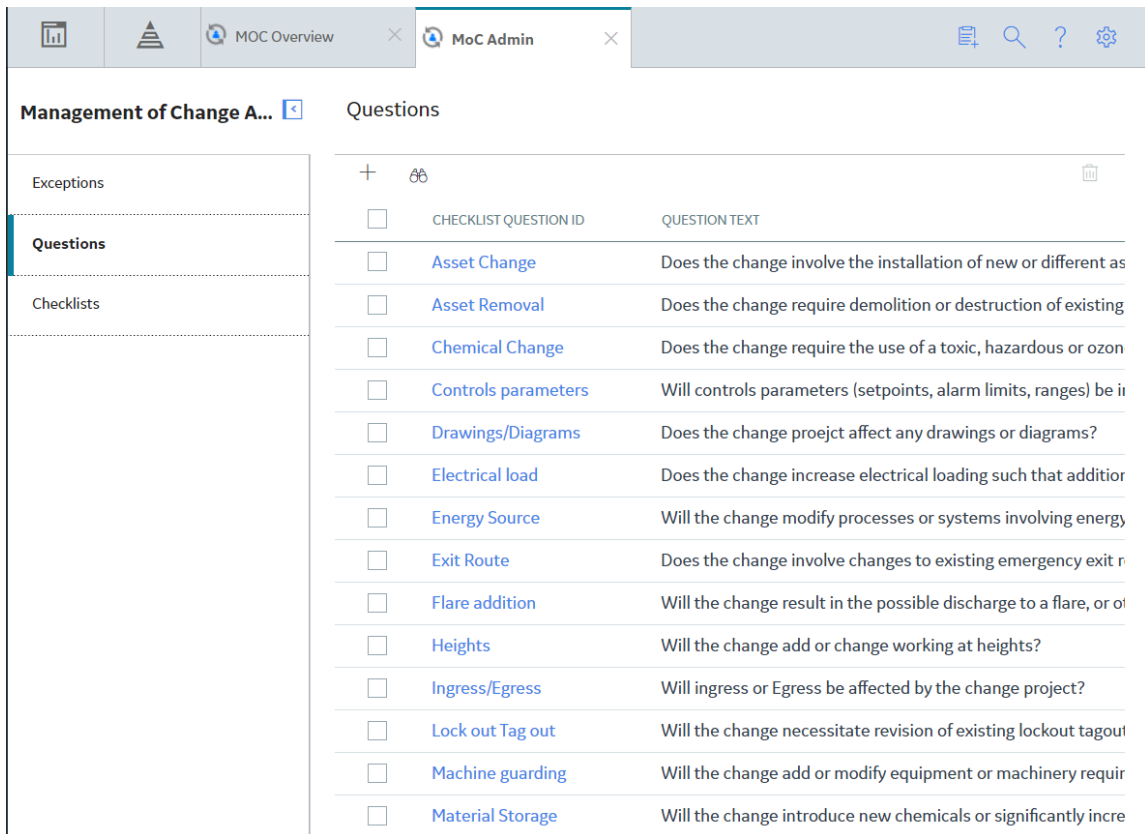 MOC Overview
MoC Admin
Management of Change A...
Questions
Exceptions
Questions
Checklists
CHECKLIST QUESTION ID QUESTION TEXT
Asset Change Does the change involve the installation of new or different as
Asset Removal Does the change require demolition or destruction of existing
Chemical Change Does the change require the use of a toxic, hazardous or ozon
Controls parameters Will controls parameters (setpoints, alarm limits, ranges) be i
Drawings/Diagrams Does the change proejct affect any drawings or diagrams?
Electrical load Does the change increase electrical loading such that addition
Energy Source Will the change modify processes or systems involving energy
Exit Route Does the change involve changes to existing emergency exit r
Flare addition Will the change result in the possible discharge to a flare, or ot
Heights Will the change add or change working at heights?
Ingress/Egress Will ingress or Egress be affected by the change project?
Lock out Tag out Will the change necessitate revision of existing lockout tagout
Machine guarding Will the change add or modify equipment or machinery requir
Material Storage Will the change introduce new chemicals or significantly incre